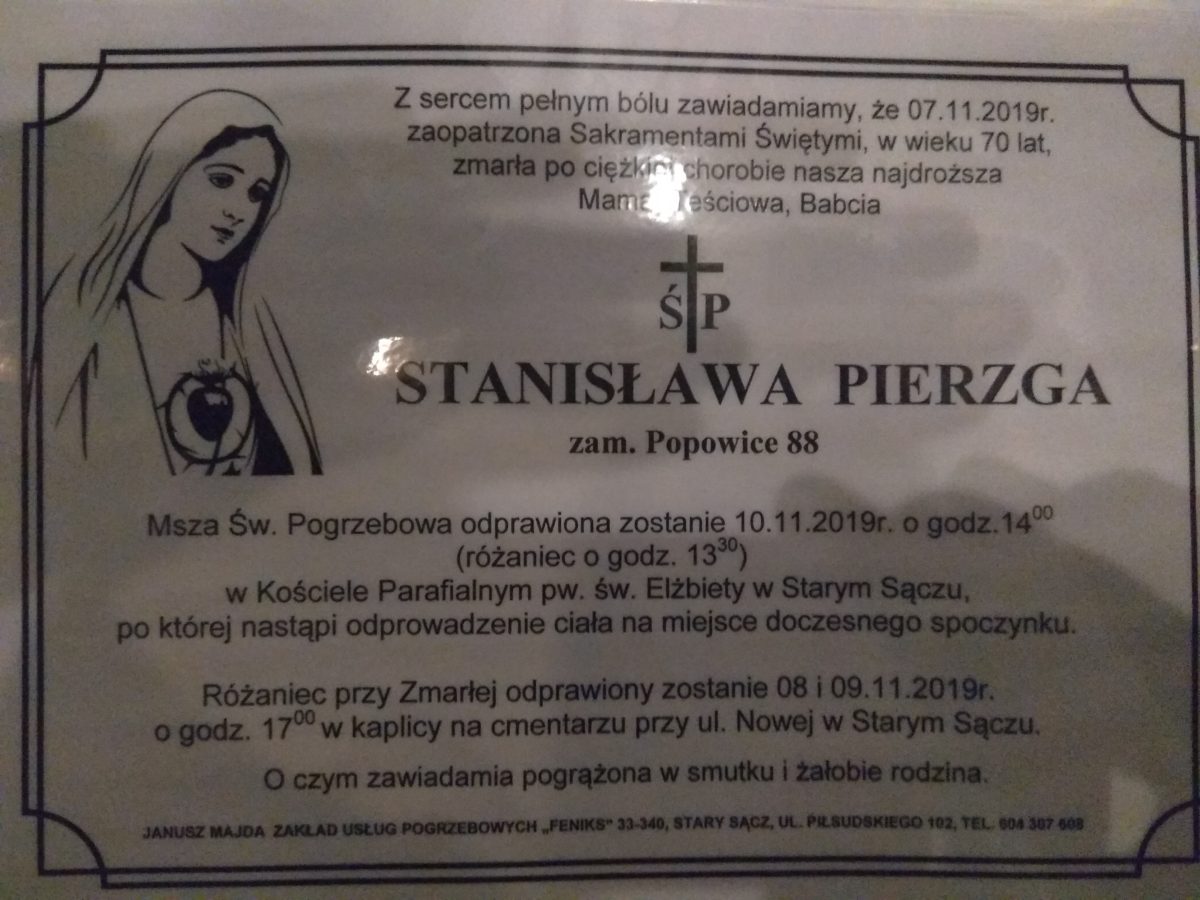 Z sercem pełnym bólu zawiadamiamy, że 07.11.2019r.
zaopatrzona Sakramentami Świętymi, w wieku 70 lat,
zmarła po ciężkiej chorobie nasza najdroższa
Mama, Teściowa, Babcia
ŚP
STANISŁAWA PIERZGA
zam. Popowice 88
Msza Św. Pogrzebowa odprawiona zostanie 10.11.2019r. o godz.14⁰⁰
(różaniec o godz. 13³⁰)
w Kościele Parafialnym pw. św. Elżbiety w Starym Sączu,
po której nastąpi odprowadzenie ciała na miejsce doczesnego spoczynku.
Różaniec przy Zmarłej odprawiony zostanie 08 i 09.11.2019r.
o godz. 17⁰⁰ w kaplicy na cmentarzu przy ul. Nowej w Starym Sączu.
O czym zawiadamia pogrążona w smutku i żałobie rodzina.
JANUSZ MAJDA ZAKŁAD USŁUG POGRZEBOWYCH „FENIKS” 33-340, STARY SĄCZ, UL. PIŁSUDSKIEGO 102, TEL. 604 387 608